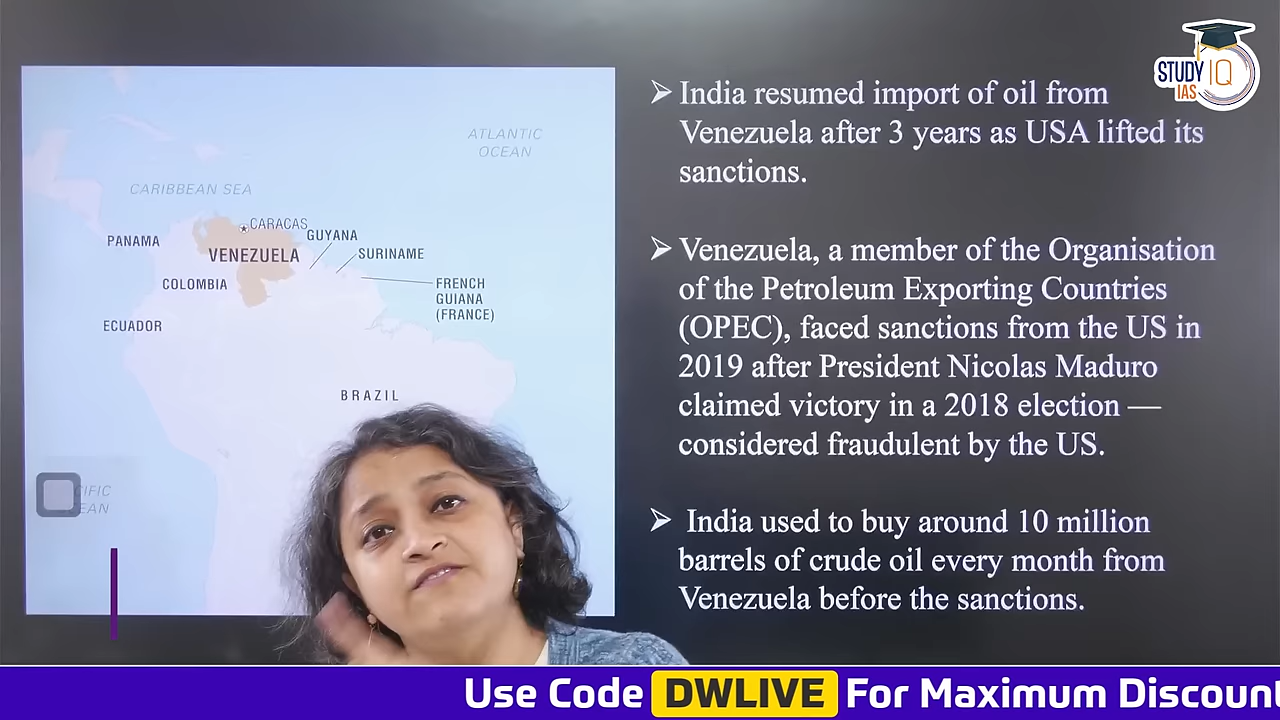 STUDY IQ
IAS
ATLANTIC
OCEAN
CARIBBEAN SEA
CARACAS
PANAMA
GUYANA
VENEZUELA
SURINAME
COLOMBIA
FRENCH
GUIANA
(FRANCE)
ECUADOR
BRAZIL
CIFIC
EAN
➢ India resumed import of oil from
Venezuela after 3 years as USA lifted its
sanctions.
➢ Venezuela, a member of the Organisation
of the Petroleum Exporting Countries
(OPEC), faced sanctions from the US in
2019 after President Nicolas Maduro
claimed victory in a 2018 election —
considered fraudulent by the US.
➢ India used to buy around 10 million
barrels of crude oil every month from
Venezuela before the sanctions.
Use Code DWLIVE For Maximum Discount